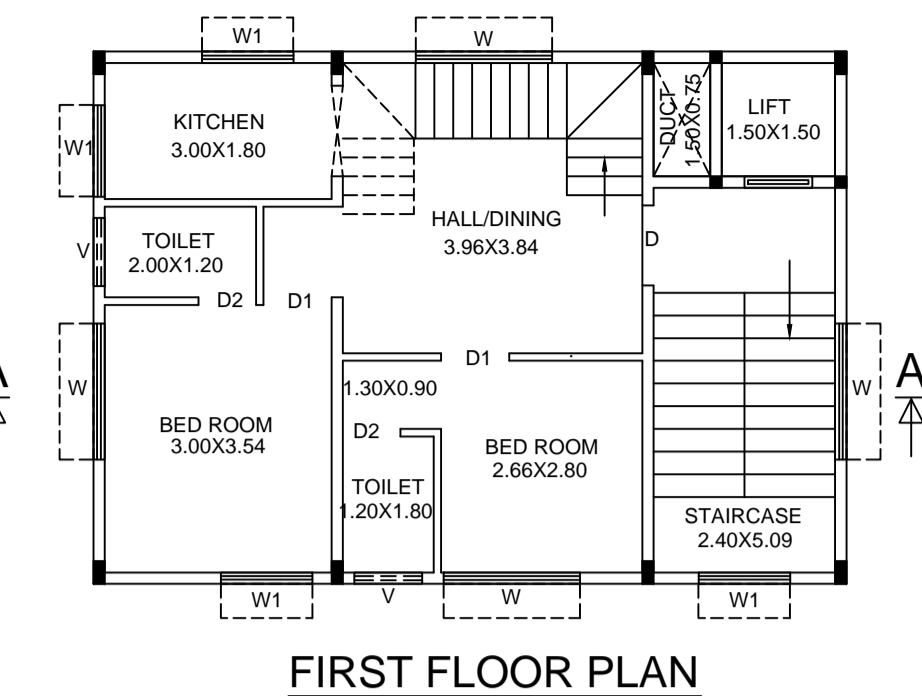 W1
W
KITCHEN
3.00X1.80
DUCT
1.50X0.75
LIFT
1.50X1.50
W1
TOILET
2.00X1.20
V
HALL/DINING
3.96X3.84
D
D2
D1
D1
W
1.30X0.90
D2
BED ROOM
3.00X3.54
BED ROOM
2.66X2.80
W
A
A
TOILET
1.20X1.80
STAIRCASE
2.40X5.09
W1
V
W
W1
FIRST FLOOR PLAN